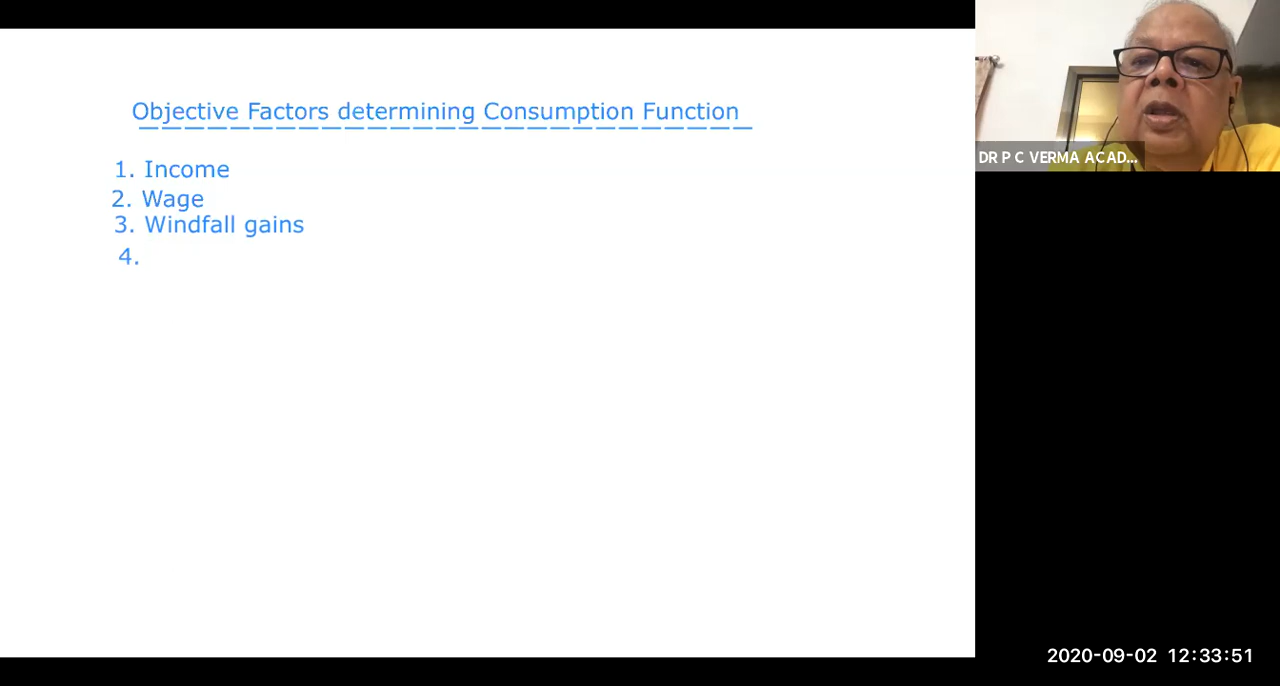 Objective Factors determining Consumption Function
1. Income
2. Wage
3. Windfall gains
4.
DR P C VERMA ACAD...
2020-09-02 12:33:51